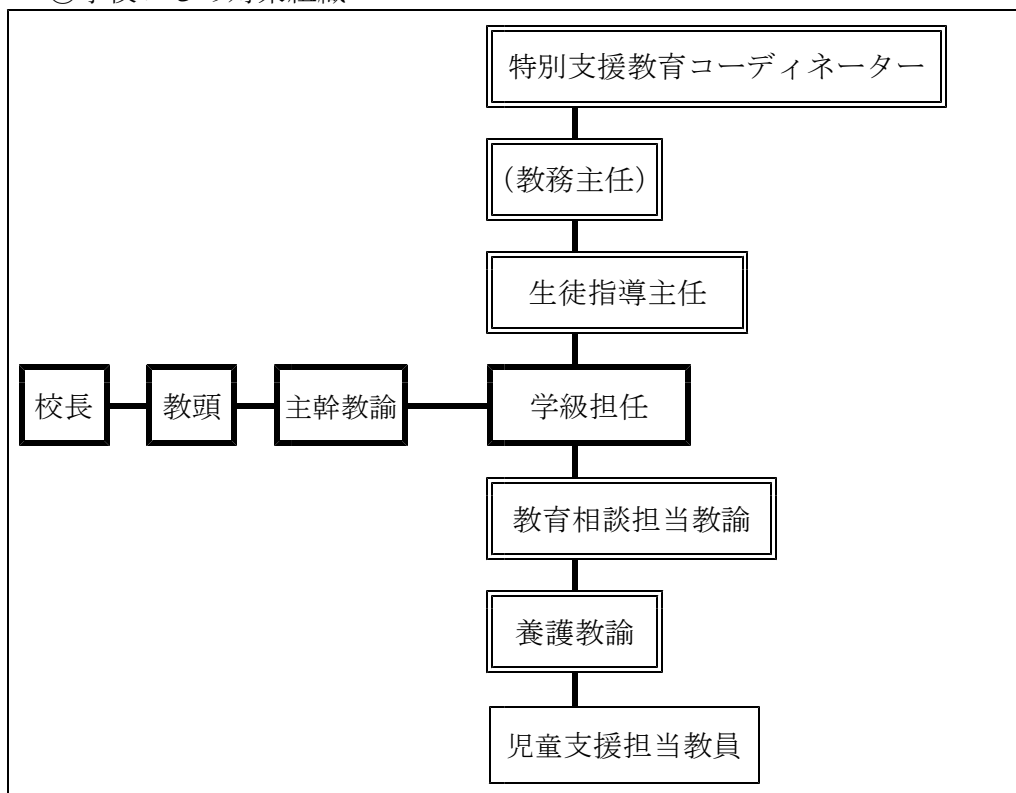 特別支援教育コーディネーター
(教務主任)
生徒指導主任
校長
教頭
主幹教諭
学級担任
教育相談担当教諭
養護教諭
児童支援担当教員